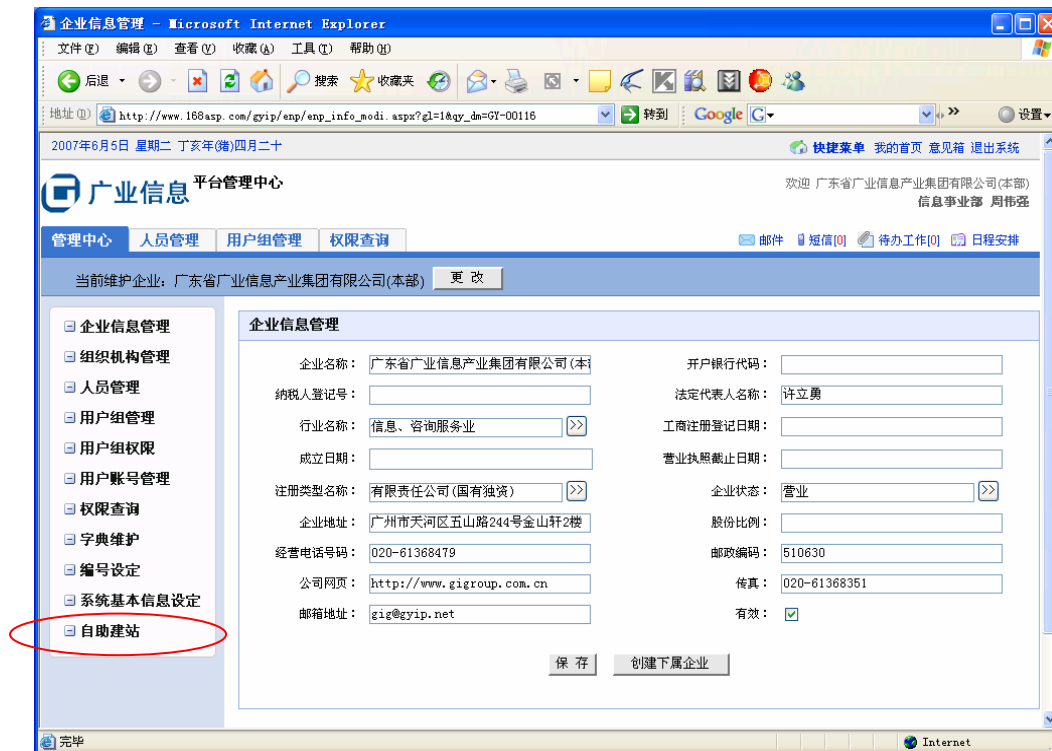 企业信息管理 - Microsoft Internet Explorer
文件(F) 编辑(E) 查看(V) 收藏(A) 工具(T) 帮助(H)
后退 搜索 收藏夹
地址(D) http://www.168asp.com/gyip/enp/enp_info_modi.aspx?gl=1&qy_dm=GY-00116 转到 Google G 设置
2007年6月5日 星期二 丁亥年(猪)四月二十 快捷菜单 我的首页 意见箱 退出系统
广业信息 平台管理中心 欢迎 广东省广业信息产业集团有限公司(本部)
信息事业部 周伟强
管理中心 人员管理 用户组管理 权限查询 邮件 短信[0] 待办工作[0] 日程安排
当前维护企业：广东省广业信息产业集团有限公司(本部) 更 改
企业信息管理
组织机构管理
人员管理
用户组管理
用户组权限
用户账号管理
权限查询
字典维护
编号设定
系统基本信息设定
自助建站
企业信息管理
企业名称： 广东省广业信息产业集团有限公司(本 开户银行代码：
纳税人登记号： 法定代表人名称： 许立勇
行业名称： 信息、咨询服务业 >> 工商注册登记日期：
成立日期： 营业执照截止日期：
注册类型名称： 有限责任公司(国有独资) >> 企业状态： 营业 >>
企业地址： 广州市天河区五山路244号金山轩2楼 股份比例：
经营电话号码： 020-61368479 邮政编码： 510630
公司网页： http://www.gigroup.com.cn 传真： 020-61368351
邮箱地址： gig@gyip.net 有效：
保 存 创建下属企业
完毕 Internet